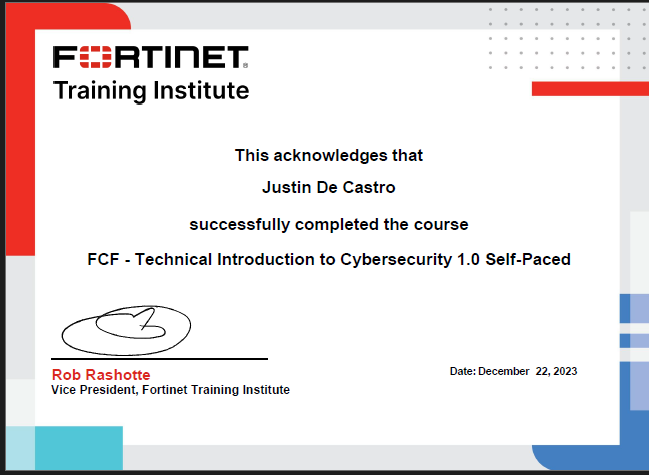 FORTINET
Training Institute
This acknowledges that
Justin De Castro
successfully completed the course
FCF - Technical Introduction to Cybersecurity 1.0 Self-Paced
Rob Rashotte
Vice President, Fortinet Training Institute
Date: December 22, 2023